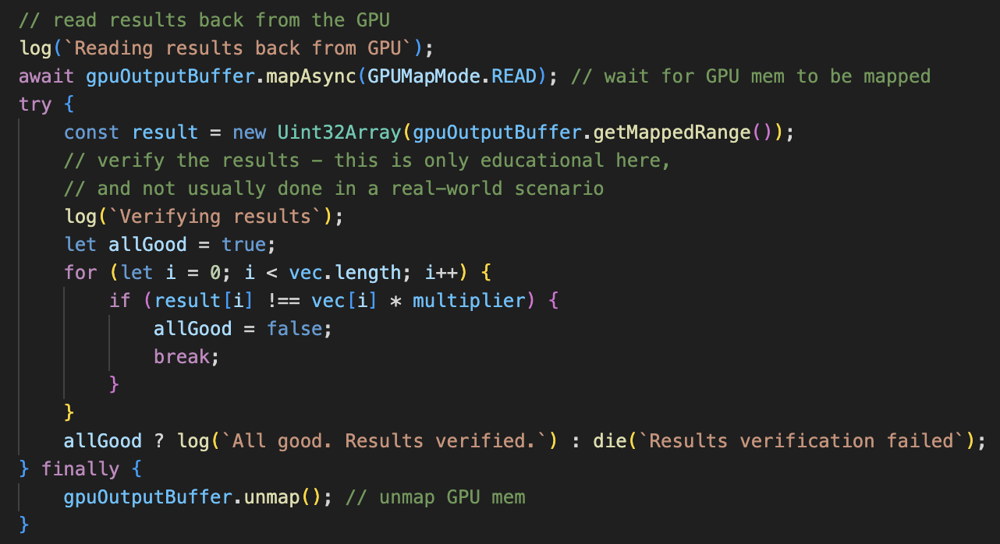 // read results back from the GPU
log(`Reading results back from GPU`);
await gpuOutputBuffer.mapAsync(GPUMapMode.READ); // wait for GPU mem to be mapped
try {
    const result = new Uint32Array(gpuOutputBuffer.getMappedRange());
    // verify the results – this is only educational here,
    // and not usually done in a real–world scenario
    log(`Verifying results`);
    let allGood = true;
    for (let i = 0; i < vec.length; i++) {
        if (result[i] !== vec[i] * multiplier) {
            allGood = false;
            break;
        }
    }
    allGood ? log(`All good. Results verified.`) : die(`Results verification failed`);
} finally {
    gpuOutputBuffer.unmap(); // unmap GPU mem
}